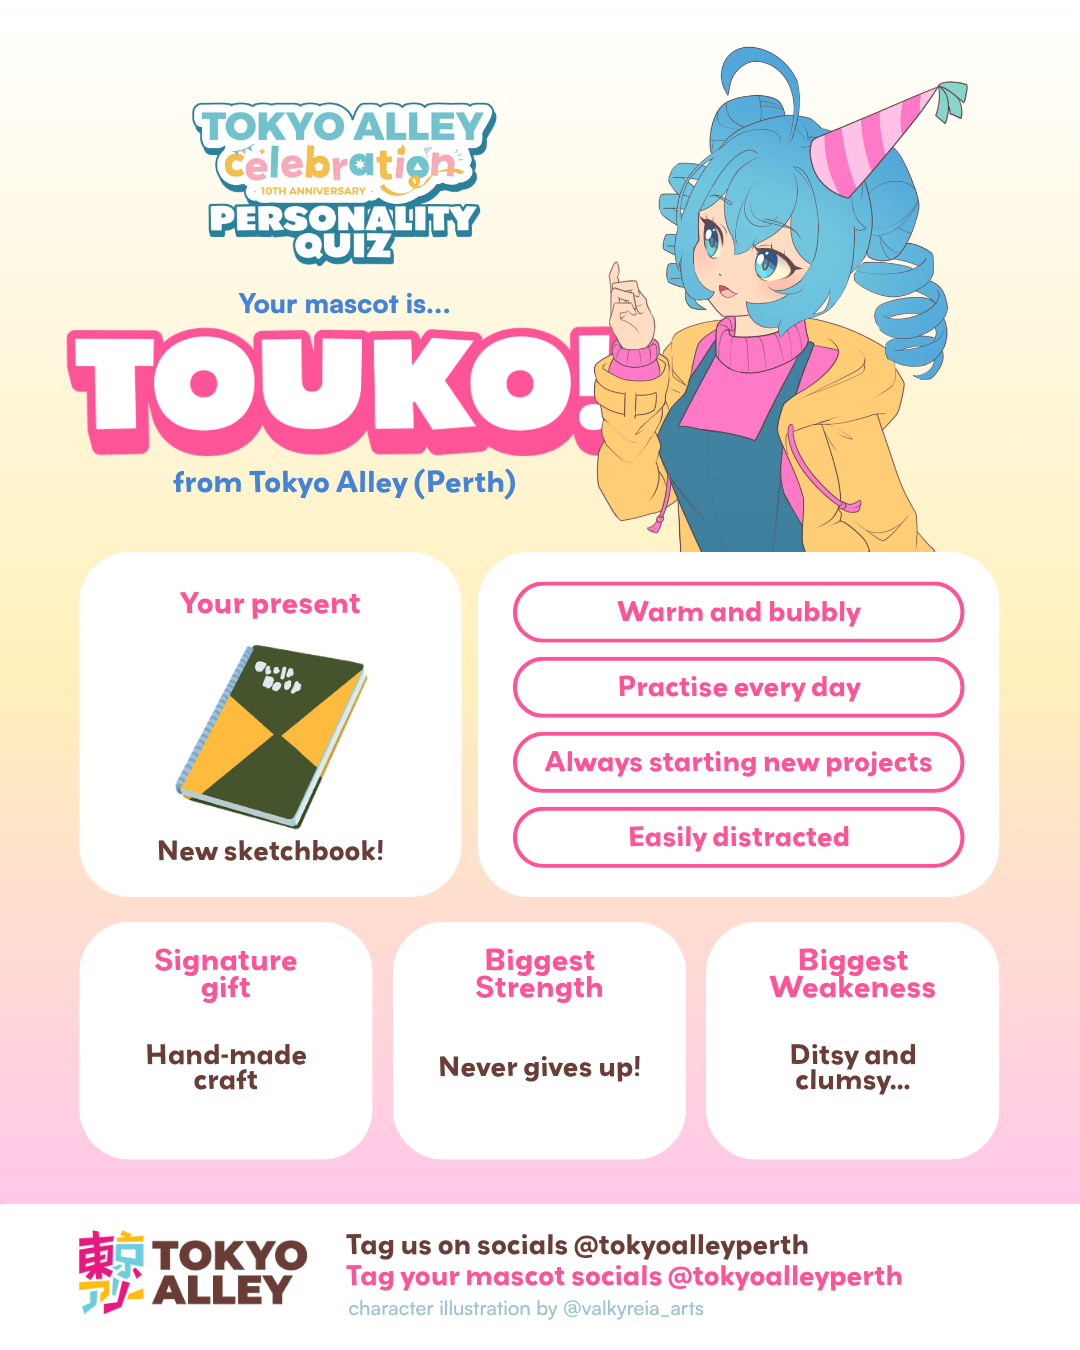 TOKYO ALLEY
celebration
· 10TH ANNIVERSARY ·
PERSONALITY
QUIZ
Your mascot is...
TOUKO!
from Tokyo Alley (Perth)
Your present
New sketchbook!
Warm and bubbly
Practise every day
Always starting new projects
Easily distracted
Signature
gift
Hand-made
craft
Biggest
Strength
Never gives up!
Biggest
Weakeness
Ditsy and
clumsy...
東京
アリー
TOKYO
ALLEY
Tag us on socials @tokyoalleyperth
Tag your mascot socials @tokyoalleyperth
character illustration by @valkyreia_arts